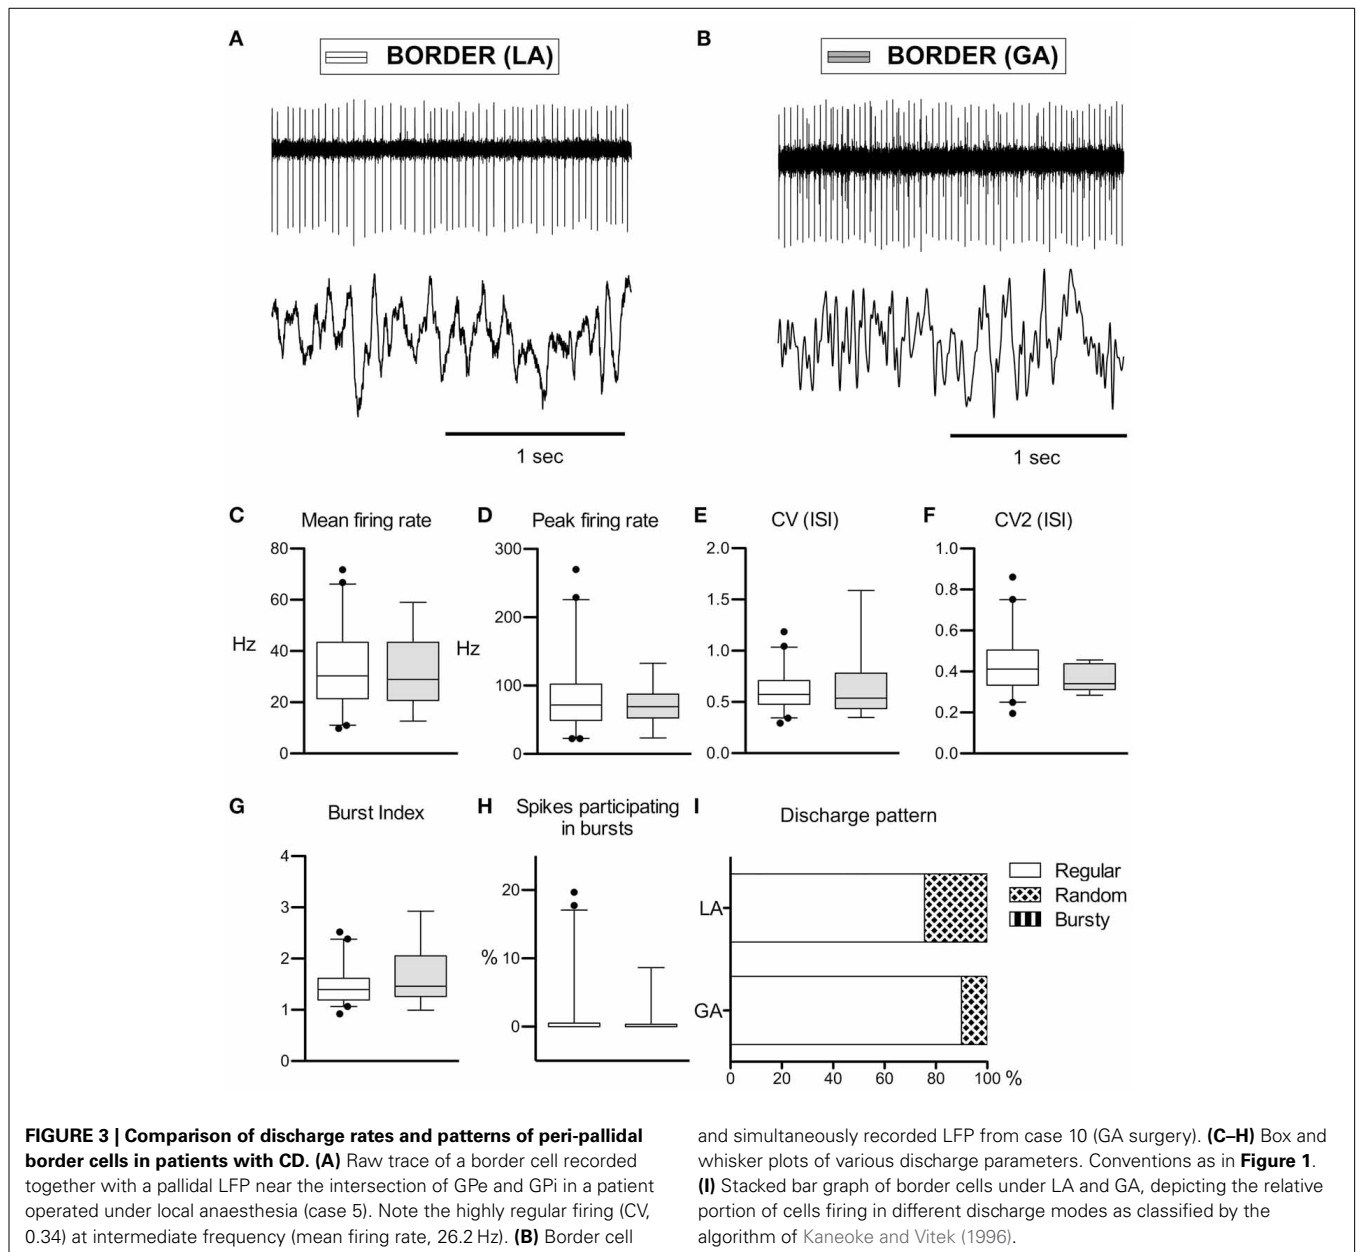 A
BORDER (LA)
B
BORDER (GA)
1 sec
1 sec
C
Mean firing rate
D
Peak firing rate
E
CV (ISI)
F
CV2 (ISI)
80
60
40
20
0
Hz
300
200
100
0
Hz
2.0
1.5
1.0
0.5
0.0
1.0
0.8
0.6
0.4
0.2
0.0
G
Burst Index
H
Spikes participating
in bursts
I
Discharge pattern
4
3
2
1
0
20
% 10
0
LA
GA
0 20 40 60 80 100 %
Regular
Random
Bursty
FIGURE 3 | Comparison of discharge rates and patterns of peri-pallidal
border cells in patients with CD. (A) Raw trace of a border cell recorded
together with a pallidal LFP near the intersection of GPe and GPi in a patient
operated under local anaesthesia (case 5). Note the highly regular firing (CV,
0.34) at intermediate frequency (mean firing rate, 26.2 Hz). (B) Border cell
and simultaneously recorded LFP from case 10 (GA surgery). (C–H) Box and
whisker plots of various discharge parameters. Conventions as in Figure 1.
(I) Stacked bar graph of border cells under LA and GA, depicting the relative
portion of cells firing in different discharge modes as classified by the
algorithm of Kaneoke and Vitek (1996).